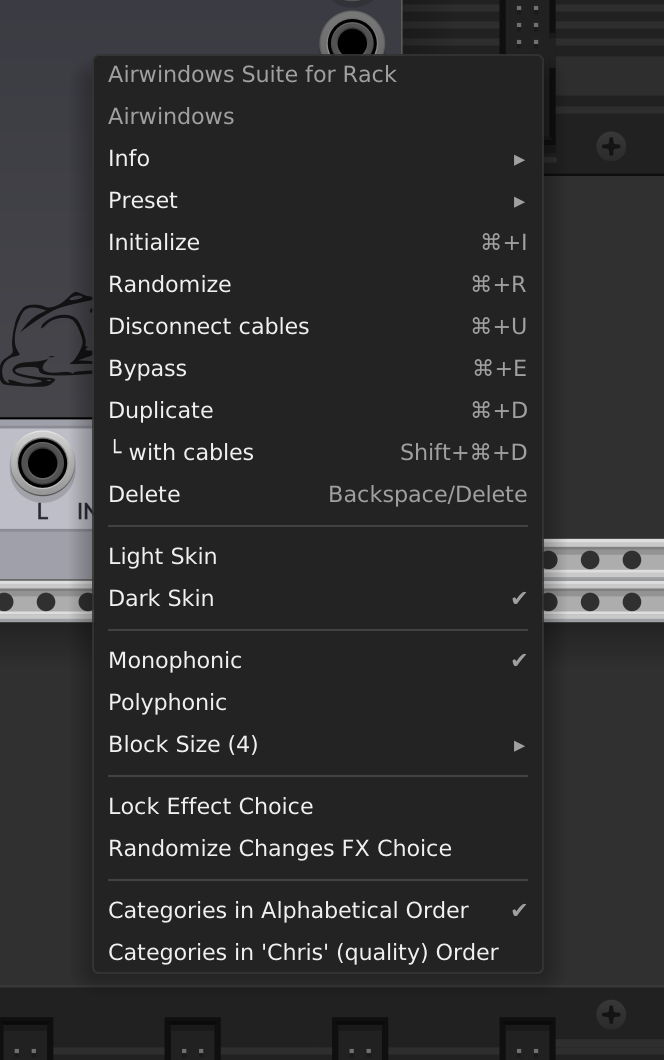 Airwindows Suite for Rack
Airwindows
Info ▸
Preset ▸
Initialize ⌘+I
Randomize ⌘+R
Disconnect cables ⌘+U
Bypass ⌘+E
Duplicate ⌘+D
└ with cables Shift+⌘+D
Delete Backspace/Delete
L IN
Light Skin
Dark Skin ✔
Monophonic ✔
Polyphonic
Block Size (4) ▸
Lock Effect Choice
Randomize Changes FX Choice
Categories in Alphabetical Order ✔
Categories in 'Chris' (quality) Order